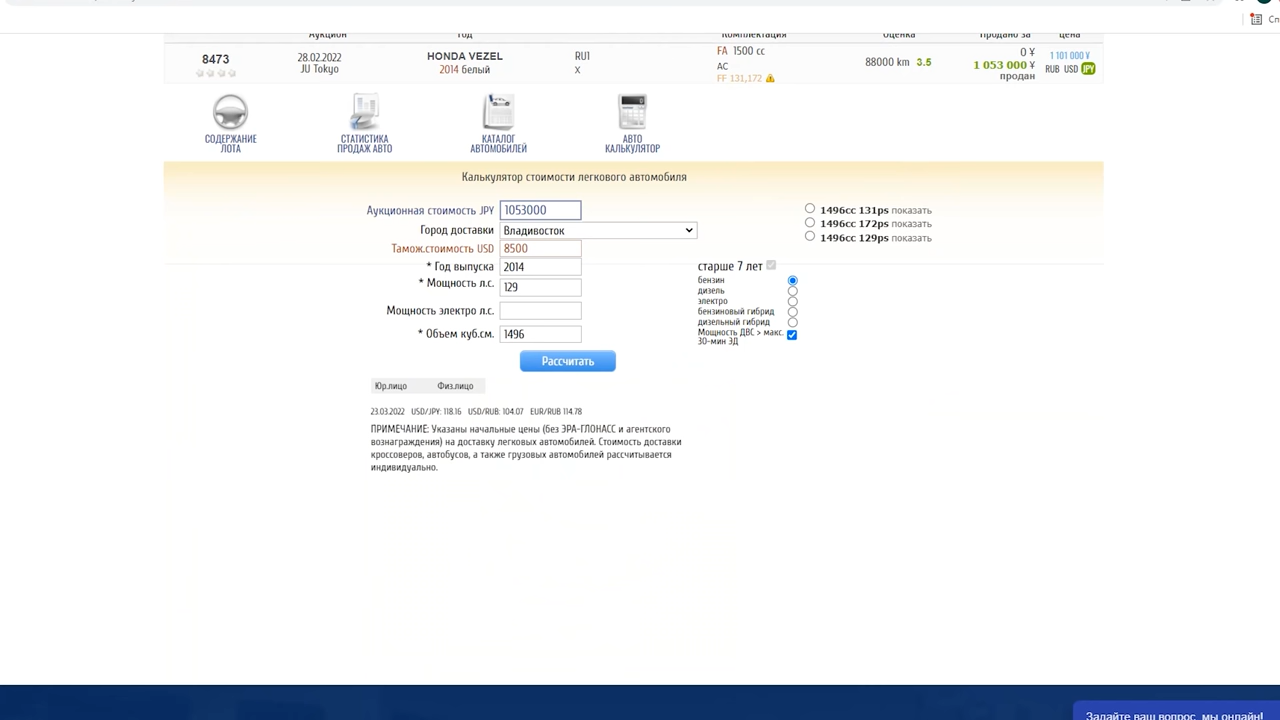 Аукцион Год Комплектация Оценка Продано за цена
8473 28.02.2022 HONDA VEZEL RU1 FA 1500 cc 88000 km 3.5 0 ¥ 1 101 000 ¥
JU Tokyo 2014 белый X AC 1 053 000 ¥ RUB USD JPY
FF 131,172 продан
СОДЕРЖАНИЕ СТАТИСТИКА КАТАЛОГ АВТО
ЛОТА ПРОДАЖ АВТО АВТОМОБИЛЕЙ КАЛЬКУЛЯТОР
Калькулятор стоимости легкового автомобиля
Аукционная стоимость JPY 1053000 1496cc 131ps показать
Город доставки Владивосток 1496cc 172ps показать
Тамож.стоимость USD 8500 1496cc 129ps показать
* Год выпуска 2014 старше 7 лет
* Мощность л.с. 129 бензин
дизель
электро
Мощность электро л.с. бензиновый гибрид
дизельный гибрид
* Объем куб.см. 1496 Мощность ДВС > макс.
30-мин ЭД
Рассчитать
Юр.лицо Физ.лицо
23.03.2022 USD/JPY: 118.16 USD/RUB: 104.07 EUR/RUB 114.78
ПРИМЕЧАНИЕ: Указаны начальные цены (без ЭРА-ГЛОНАСС и агентского
вознаграждения) на доставку легковых автомобилей. Стоимость доставки
кроссоверов, автобусов, а также грузовых автомобилей рассчитывается
индивидуально.
Задайте ваш вопрос, мы онлайн!